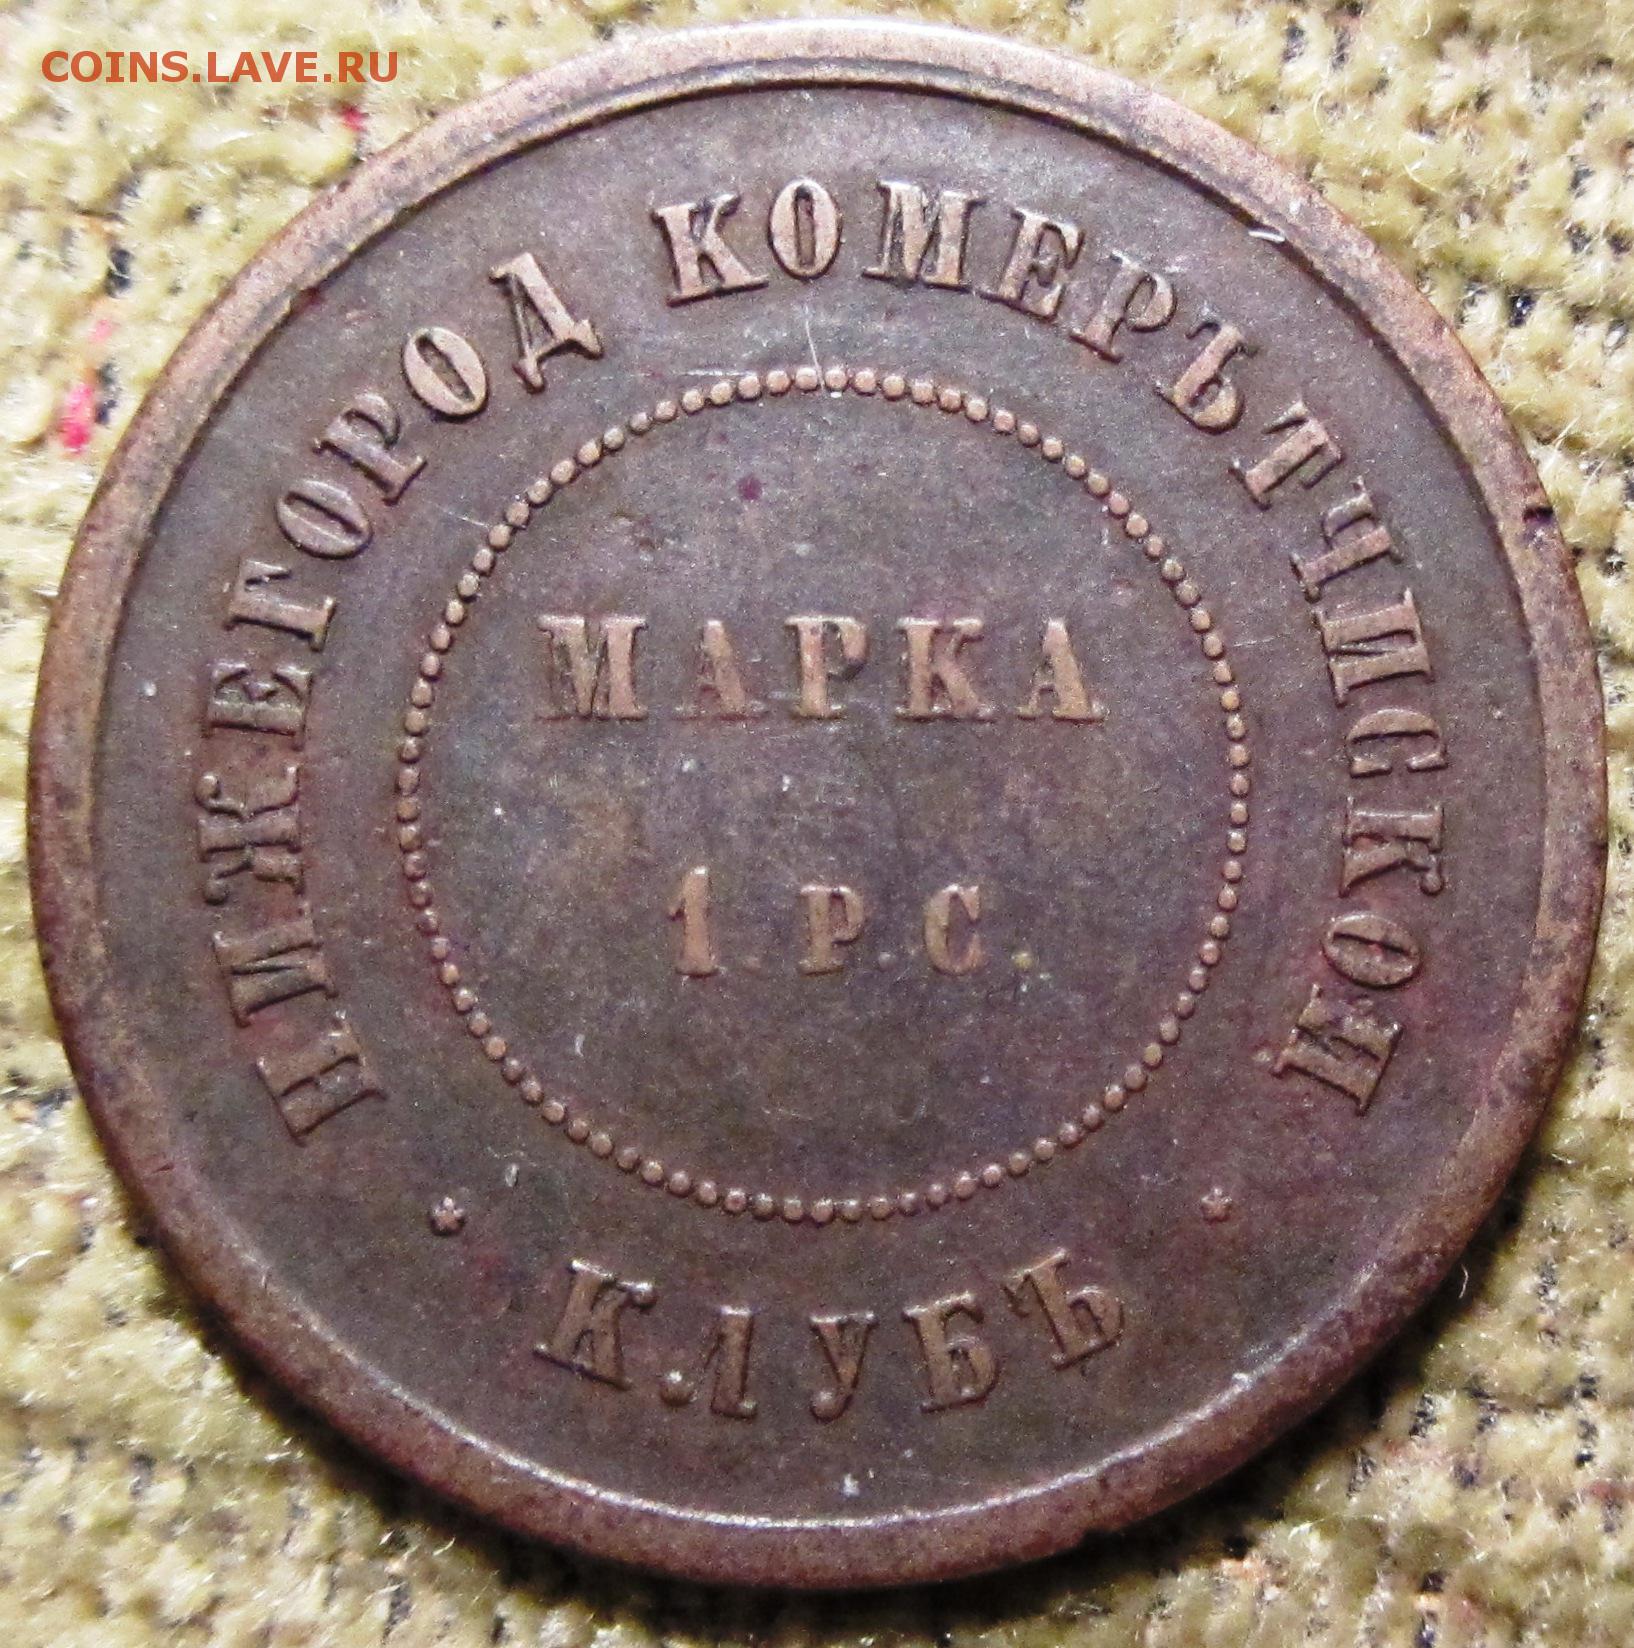 COINS.LAVE.RU
НИЖЕГОРОД КОМЕРЪТЧИСКОЙ
МАРКА
1. Р. С.
* КЛУБЪ *